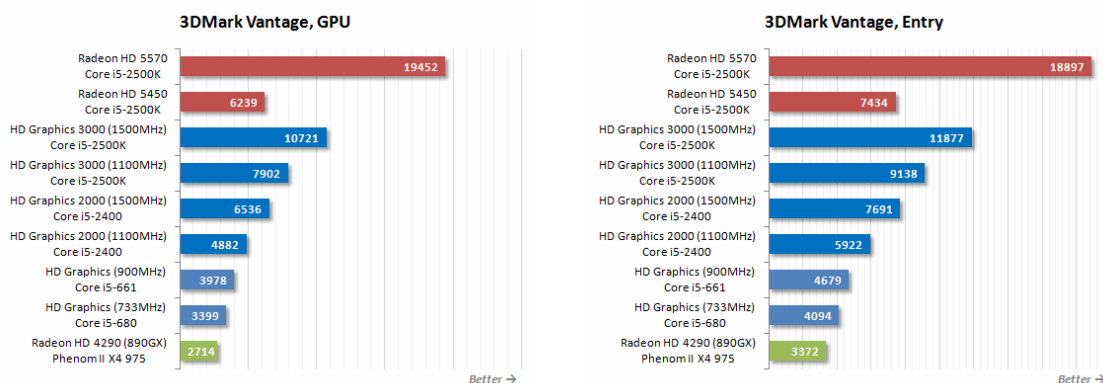 3DMark Vantage, GPU
Radeon HD 5570
Core i5-2500K
19452
Radeon HD 5450
Core i5-2500K
6239
HD Graphics 3000 (1500MHz)
Core i5-2500K
10721
HD Graphics 3000 (1100MHz)
Core i5-2500K
7902
HD Graphics 2000 (1500MHz)
Core i5-2400
6536
HD Graphics 2000 (1100MHz)
Core i5-2400
4882
HD Graphics (900MHz)
Core i5-661
3978
HD Graphics (733MHz)
Core i5-680
3399
Radeon HD 4290 (890GX)
Phenom II X4 975
2714
Better →
3DMark Vantage, Entry
Radeon HD 5570
Core i5-2500K
18897
Radeon HD 5450
Core i5-2500K
7434
HD Graphics 3000 (1500MHz)
Core i5-2500K
11877
HD Graphics 3000 (1100MHz)
Core i5-2500K
9138
HD Graphics 2000 (1500MHz)
Core i5-2400
7691
HD Graphics 2000 (1100MHz)
Core i5-2400
5922
HD Graphics (900MHz)
Core i5-661
4679
HD Graphics (733MHz)
Core i5-680
4094
Radeon HD 4290 (890GX)
Phenom II X4 975
3372
Better →